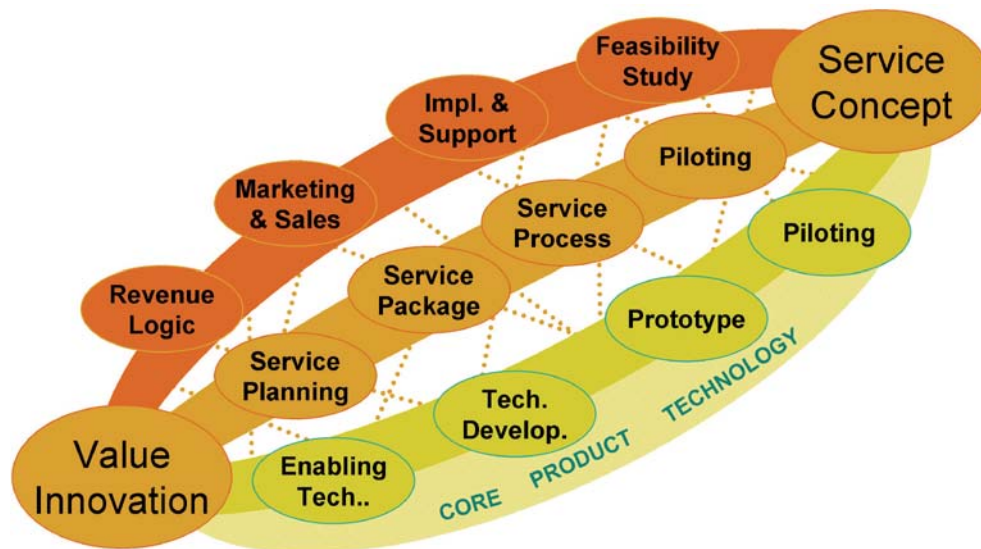 Feasibility
Study
Service
Concept
Impl. &
Support
Piloting
Marketing
& Sales
Service
Process
Piloting
Revenue
Logic
Service
Package
Prototype
Service
Planning
Tech.
Develop.
Value
Innovation
Enabling
Tech..
CORE PRODUCT TECHNOLOGY